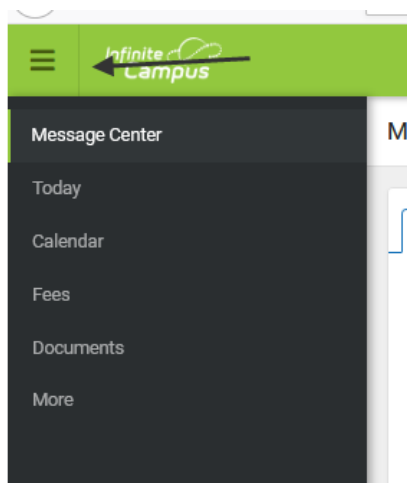 Infinite
Campus
Message Center
M
Today
Calendar
Fees
Documents
More